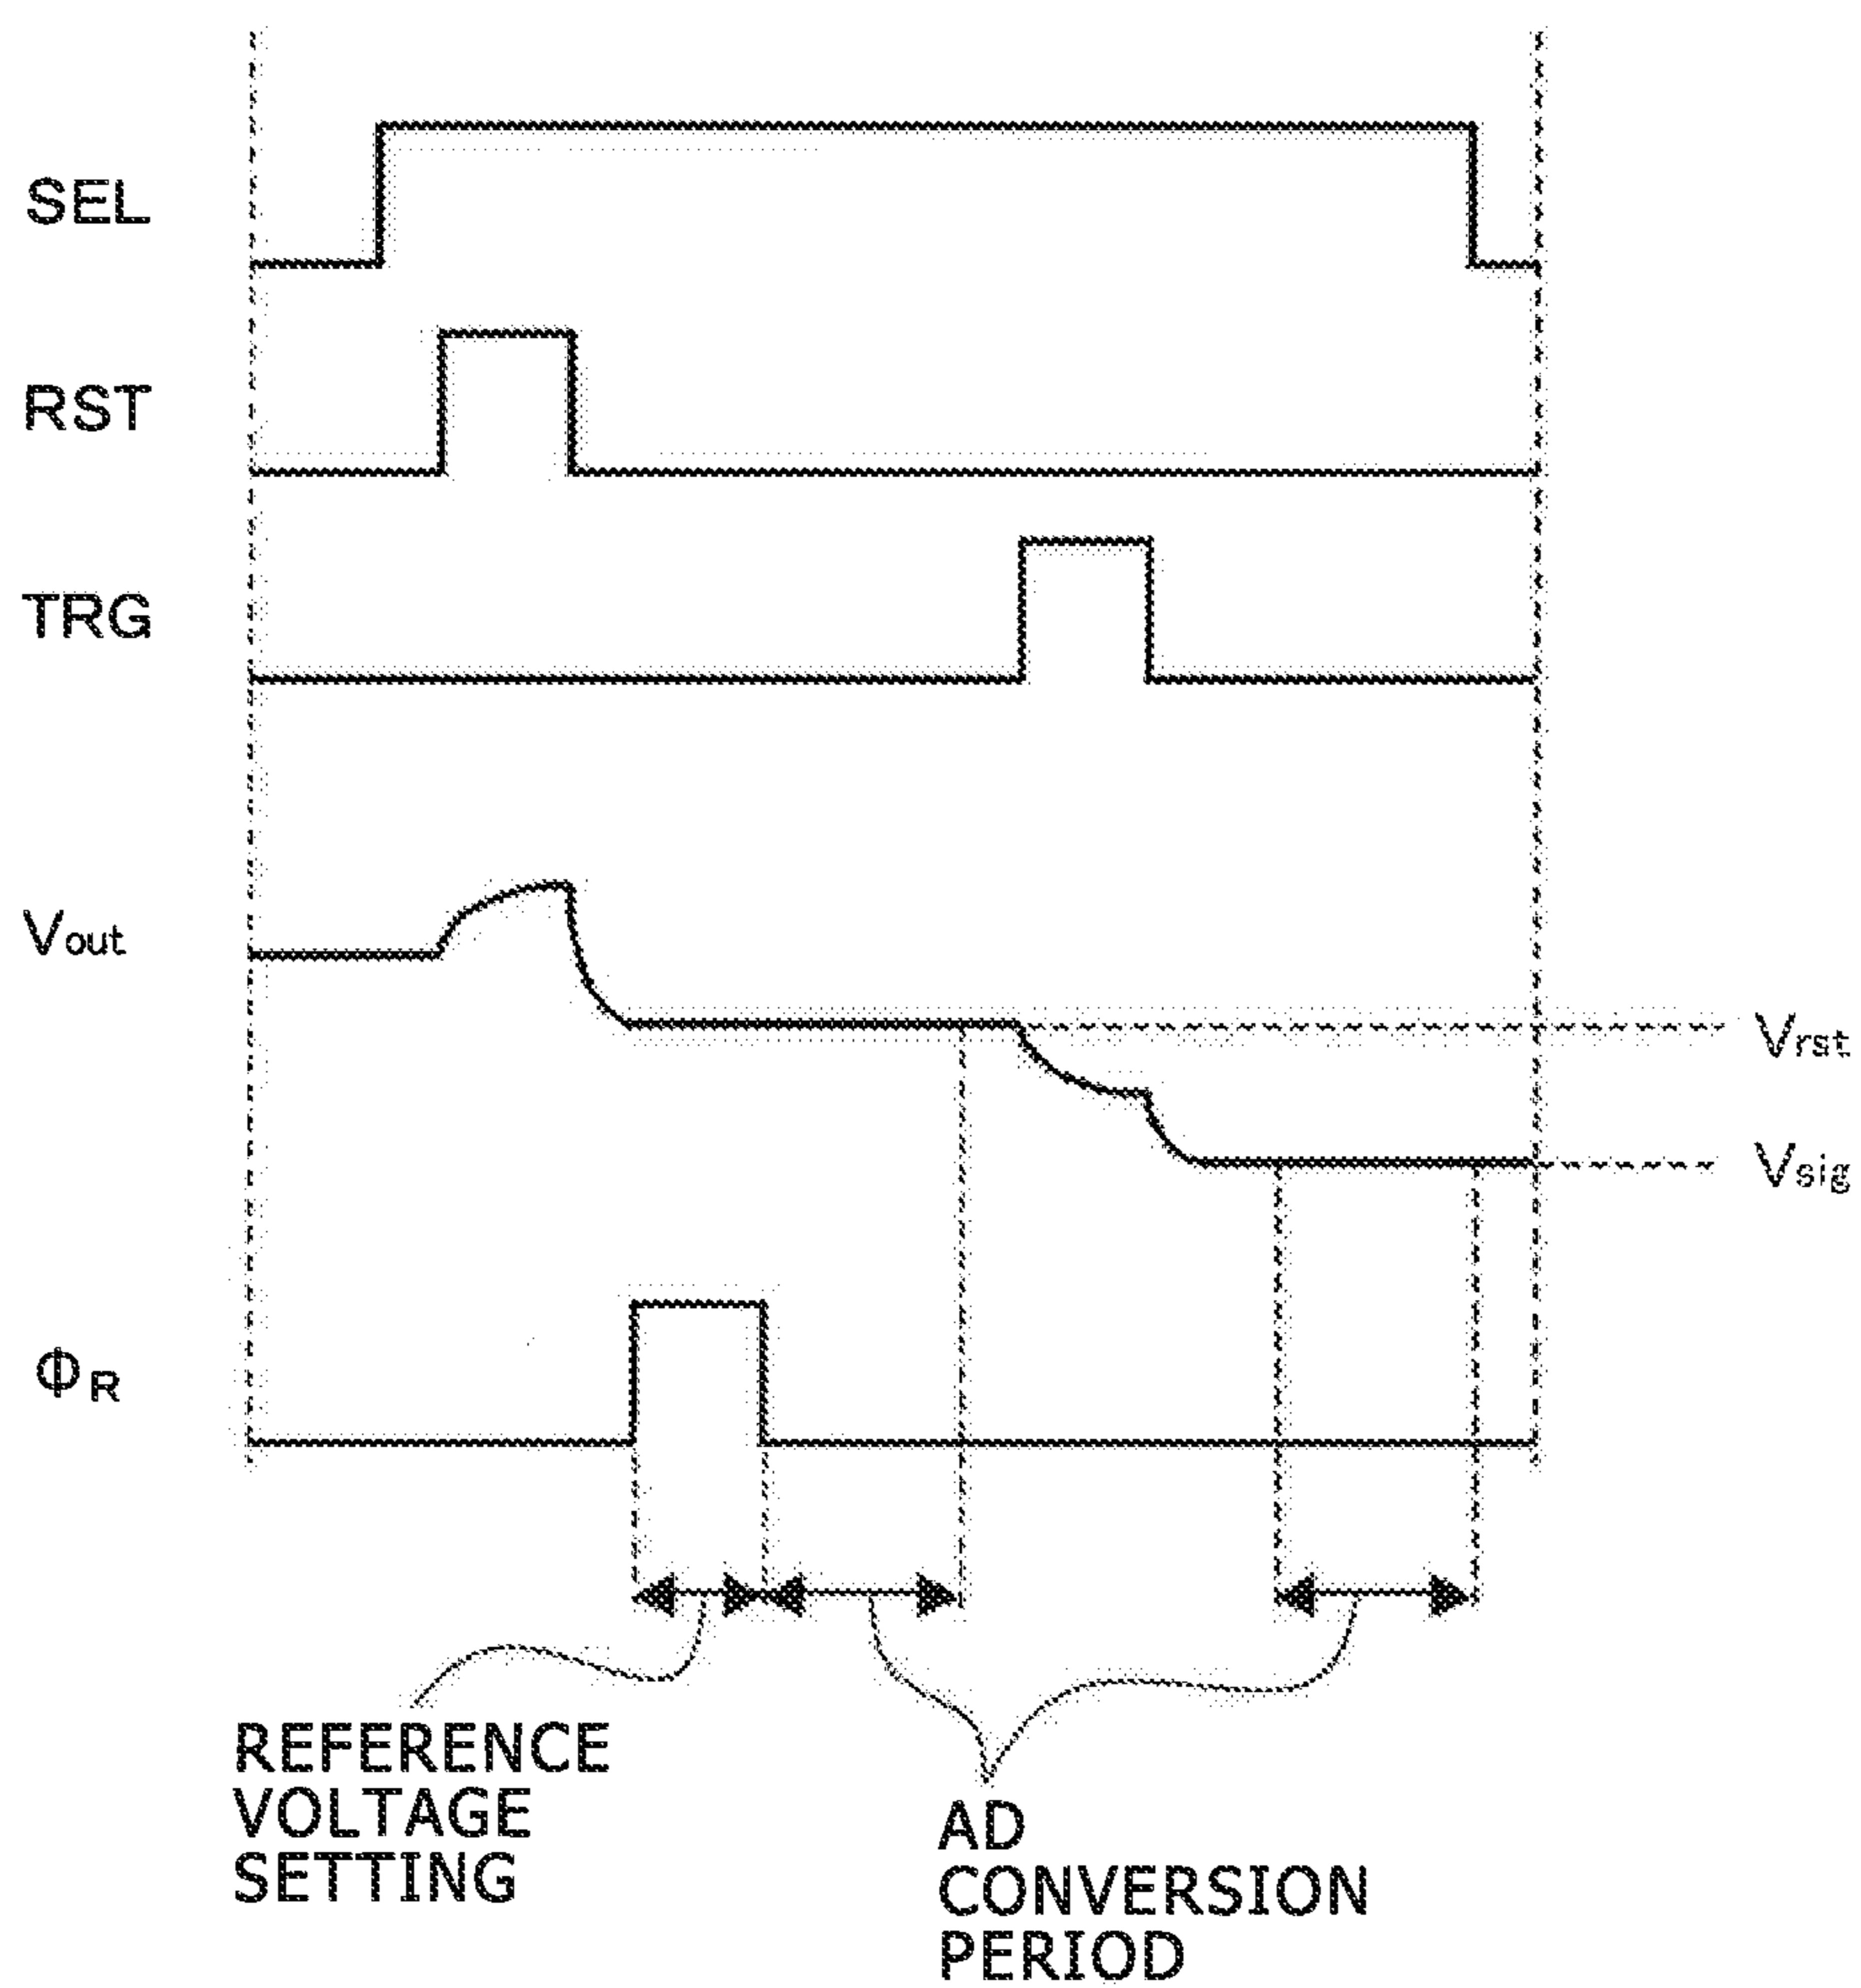 SEL
RST
TRG
Vout
Vrst
Vsig
ΦR
REFERENCE
VOLTAGE
SETTING
AD
CONVERSION
PERIOD